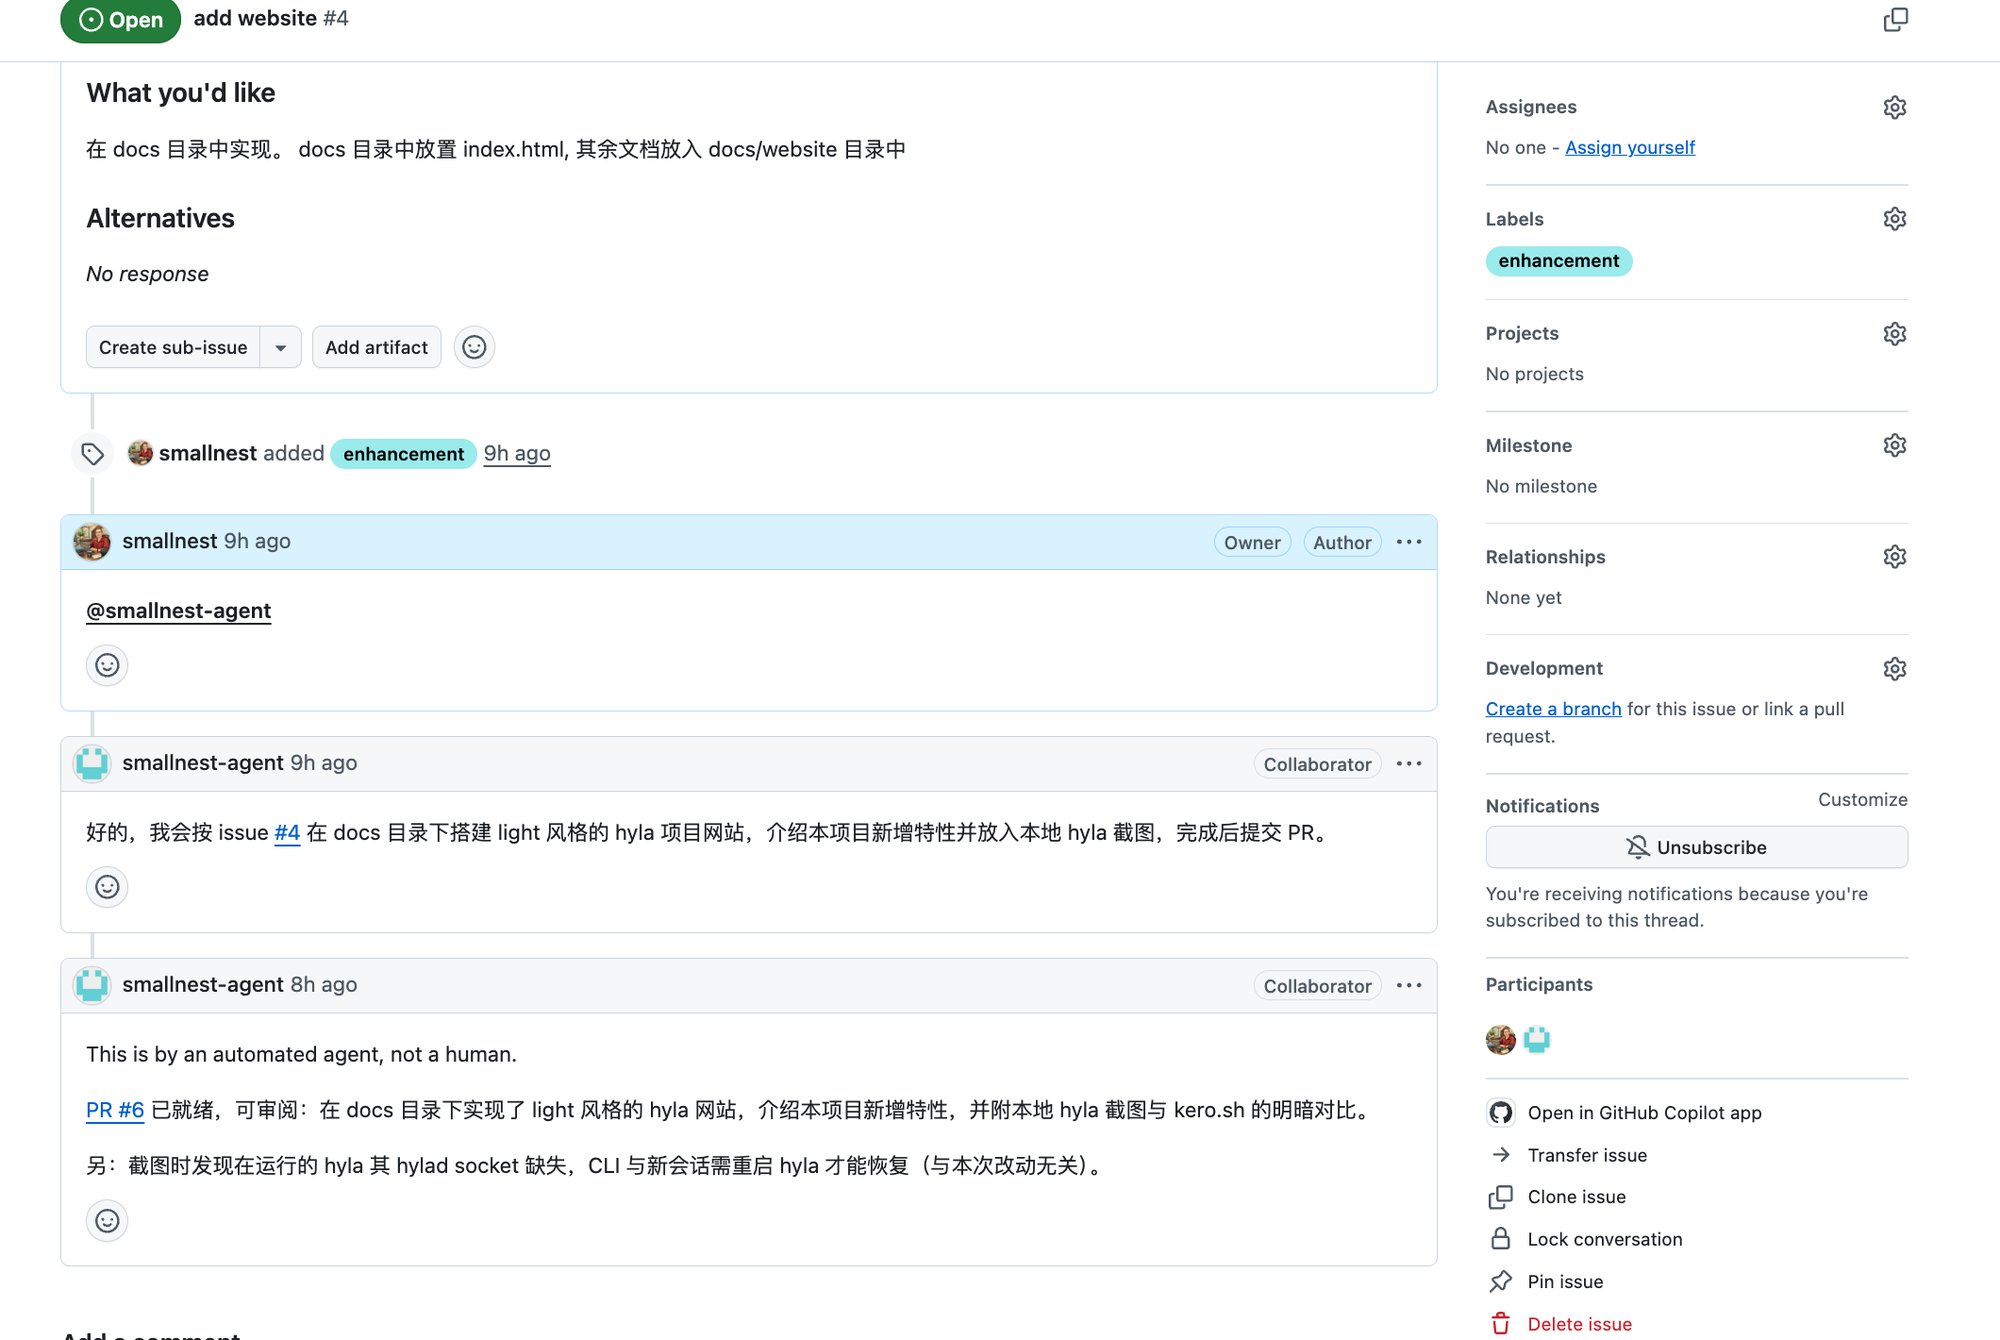 Open add website #4
What you'd like
在 docs 目录中实现。 docs 目录中放置 index.html, 其余文档放入 docs/website 目录中
Alternatives
No response
Create sub-issue Add artifact
smallnest added enhancement 9h ago
smallnest 9h ago Owner Author
@smallnest-agent
smallnest-agent 9h ago Collaborator
好的，我会按 issue #4 在 docs 目录下搭建 light 风格的 hyla 项目网站，介绍本项目新增特性并放入本地 hyla 截图，完成后提交 PR。
smallnest-agent 8h ago Collaborator
This is by an automated agent, not a human.
PR #6 已就绪，可审阅：在 docs 目录下实现了 light 风格的 hyla 网站，介绍本项目新增特性，并附本地 hyla 截图与 kero.sh 的明暗对比。
另：截图时发现在运行的 hyla 其 hylad socket 缺失，CLI 与新会话需重启 hyla 才能恢复（与本次改动无关）。
Add a comment
Assignees
No one - Assign yourself
Labels
enhancement
Projects
No projects
Milestone
No milestone
Relationships
None yet
Development
Create a branch for this issue or link a pull
request.
Notifications Customize
Unsubscribe
You're receiving notifications because you're
subscribed to this thread.
Participants
Open in GitHub Copilot app
Transfer issue
Clone issue
Lock conversation
Pin issue
Delete issue